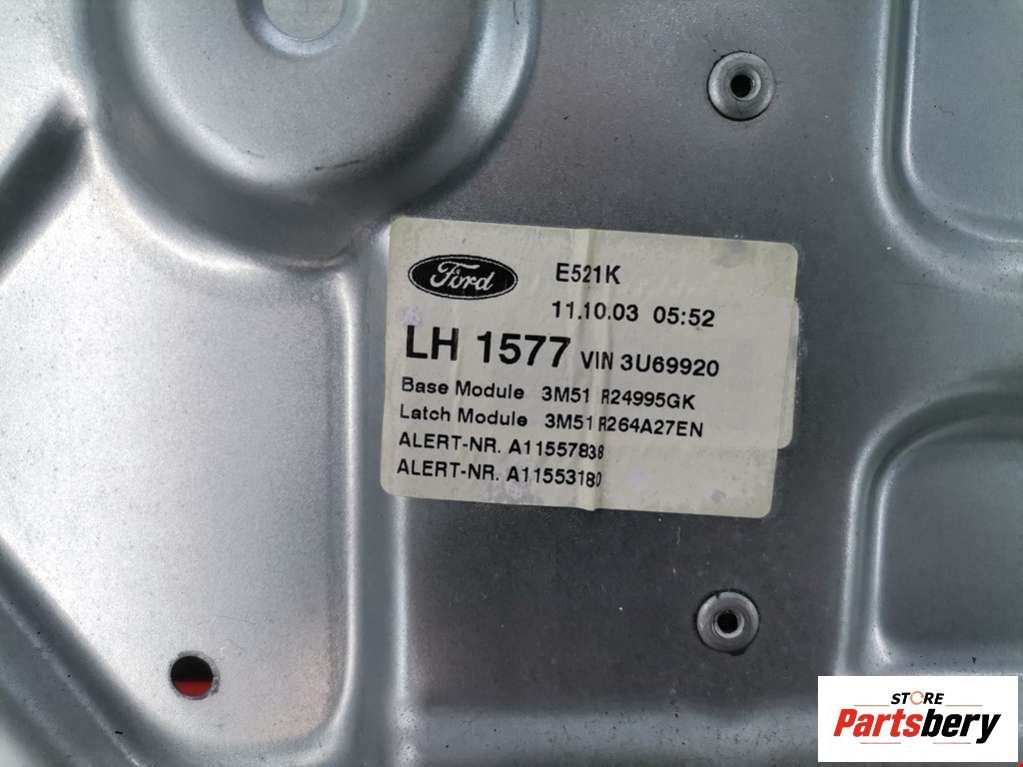 Ford
E521K
11.10.03 05:52
LH 1577 VIN 3U69920
Base Module 3M51 R24995GK
Latch Module 3M51 R264A27EN
ALERT-NR. A11557838
ALERT-NR. A11553180
STORE
Partsbery